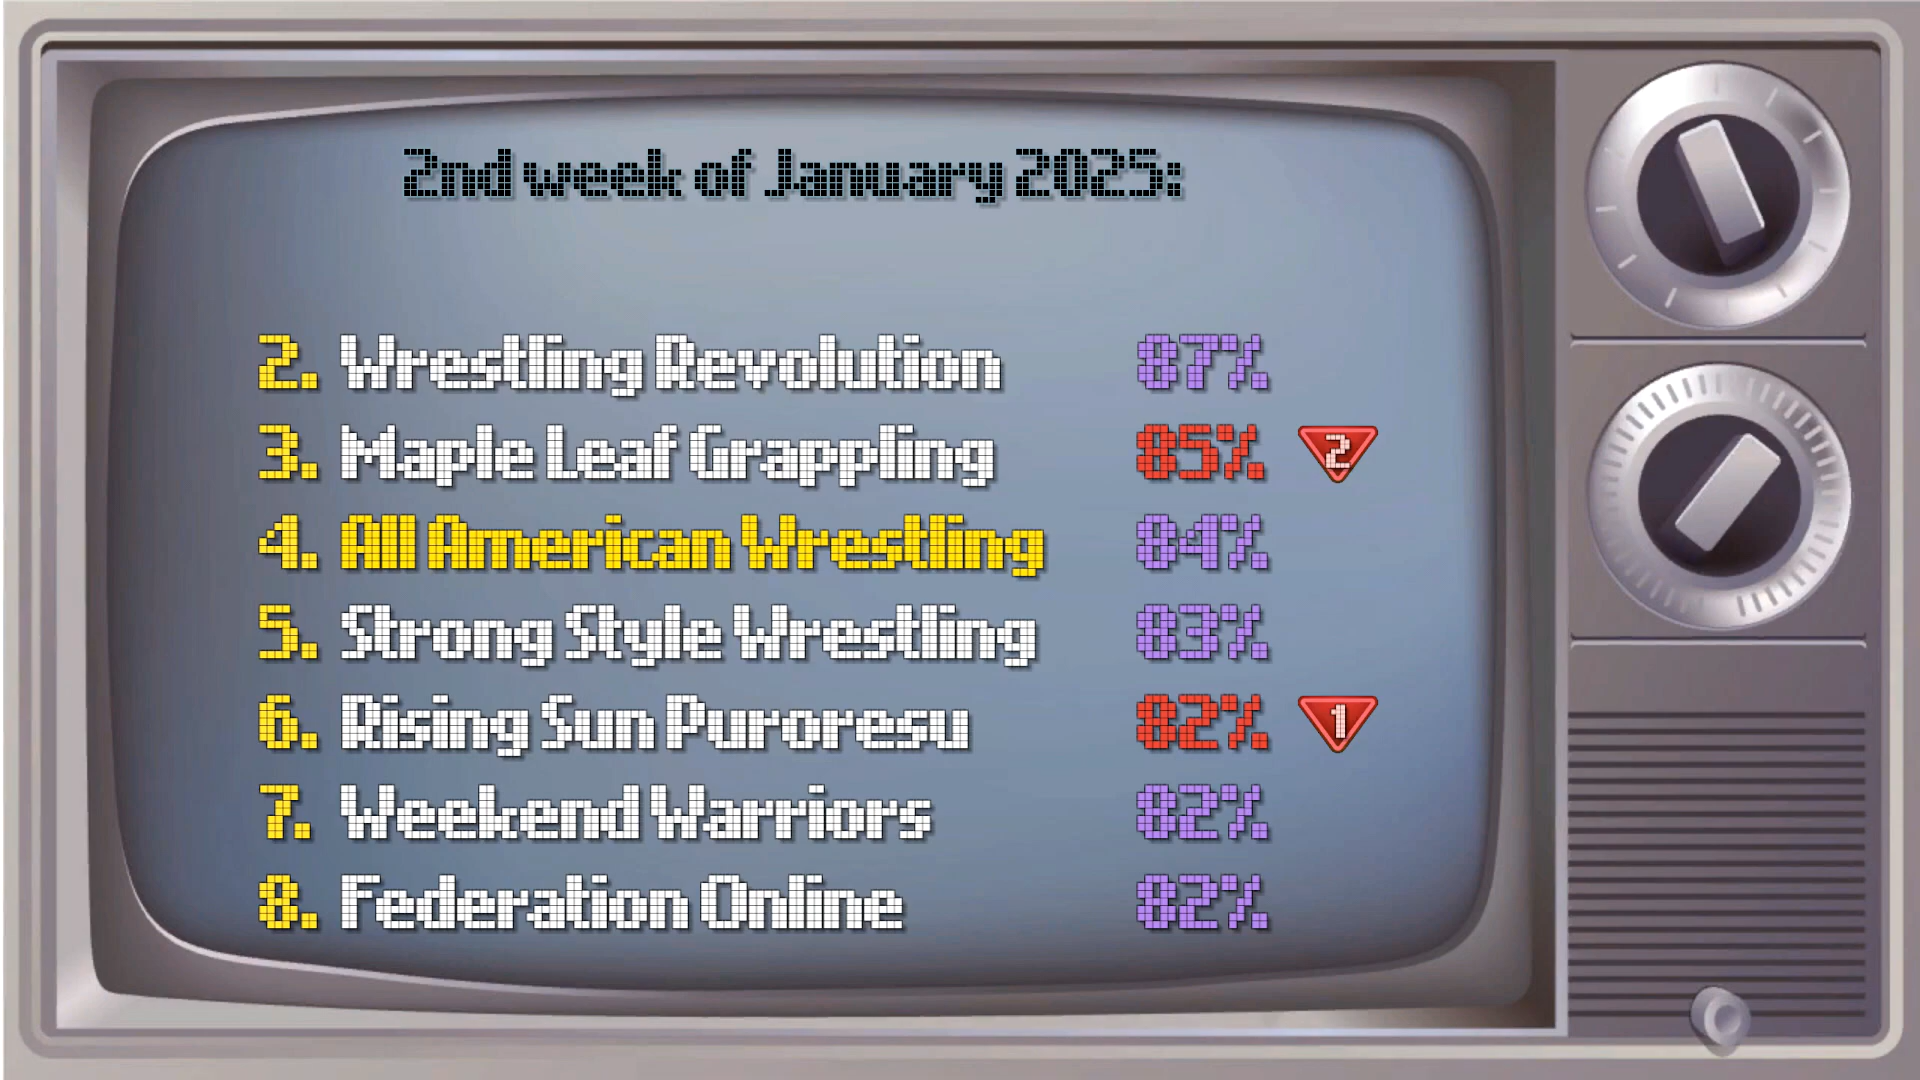 2nd week of January 2025:
2. Wrestling Revolution 87%
3. Maple Leaf Grappling 85% 2
4. All American Wrestling 84%
5. Strong Style Wrestling 83%
6. Rising Sun Puroresu 82% 1
7. Weekend Warriors 82%
8. Federation Online 82%